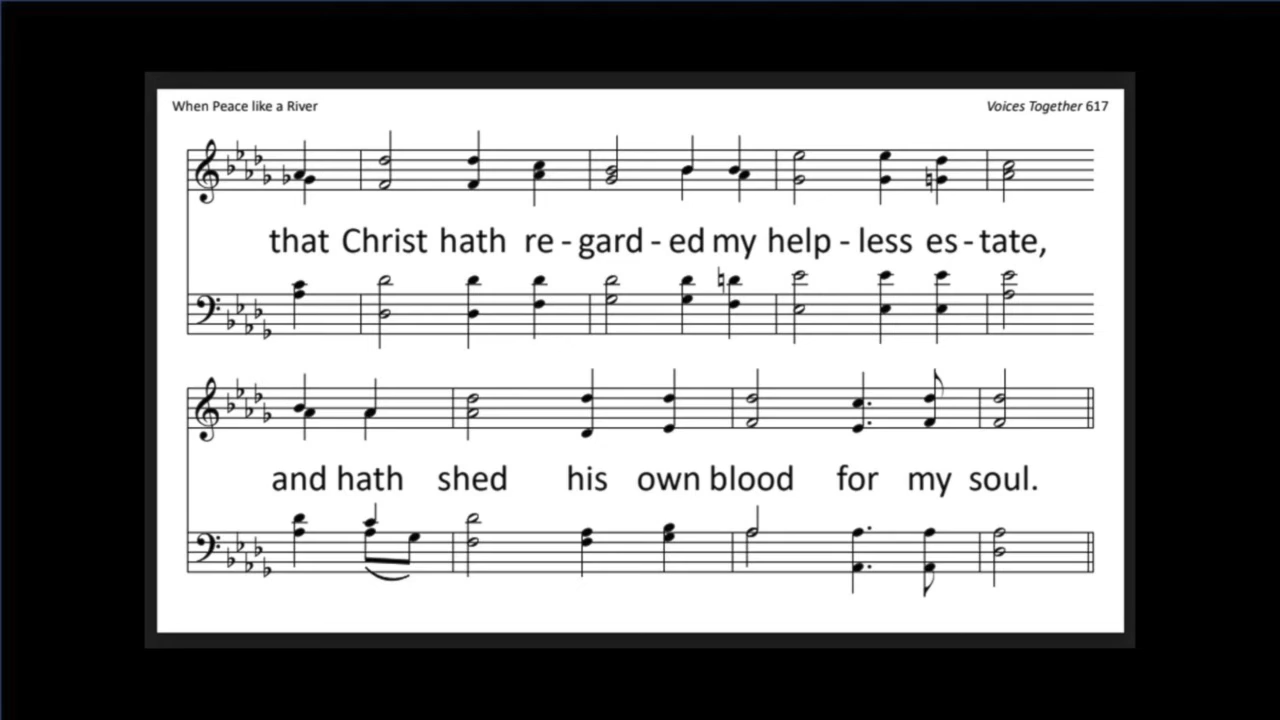 When Peace like a River
Voices Together 617
that Christ hath re - gard - ed my help - less es - tate,
and hath shed his own blood for my soul.